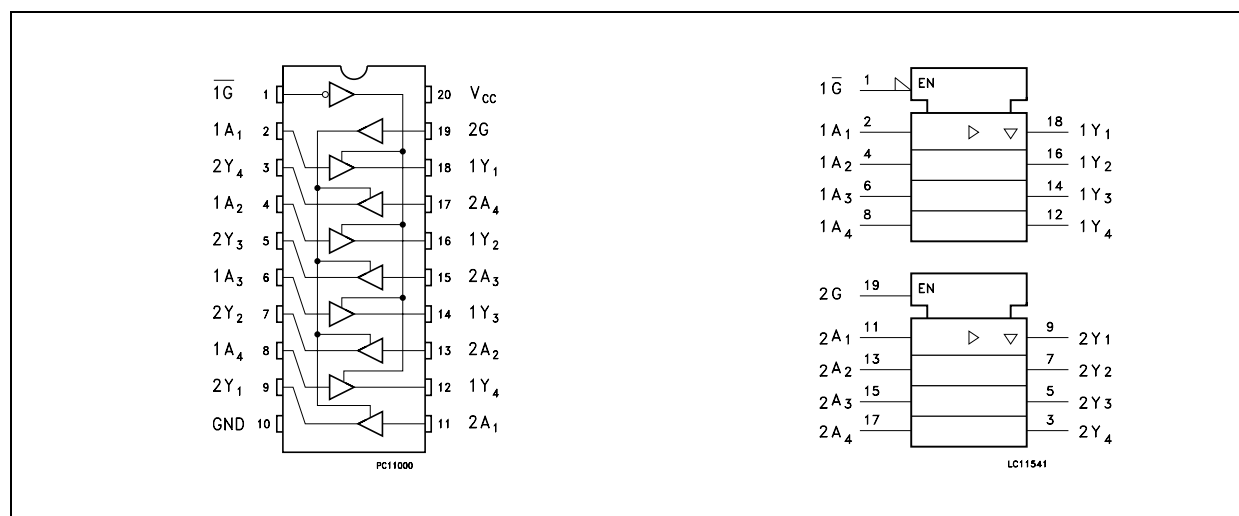 1G̅ 1 20 VCC
1A1 2 19 2G
2Y4 3 18 1Y1
1A2 4 17 2A4
2Y3 5 16 1Y2
1A3 6 15 2A3
2Y2 7 14 1Y3
1A4 8 13 2A2
2Y1 9 12 1Y4
GND 10 11 2A1
PC11000
1G̅ 1 EN
1A1 2 18 1Y1
1A2 4 16 1Y2
1A3 6 14 1Y3
1A4 8 12 1Y4
2G 19 EN
2A1 11 9 2Y1
2A2 13 7 2Y2
2A3 15 5 2Y3
2A4 17 3 2Y4
LC11541